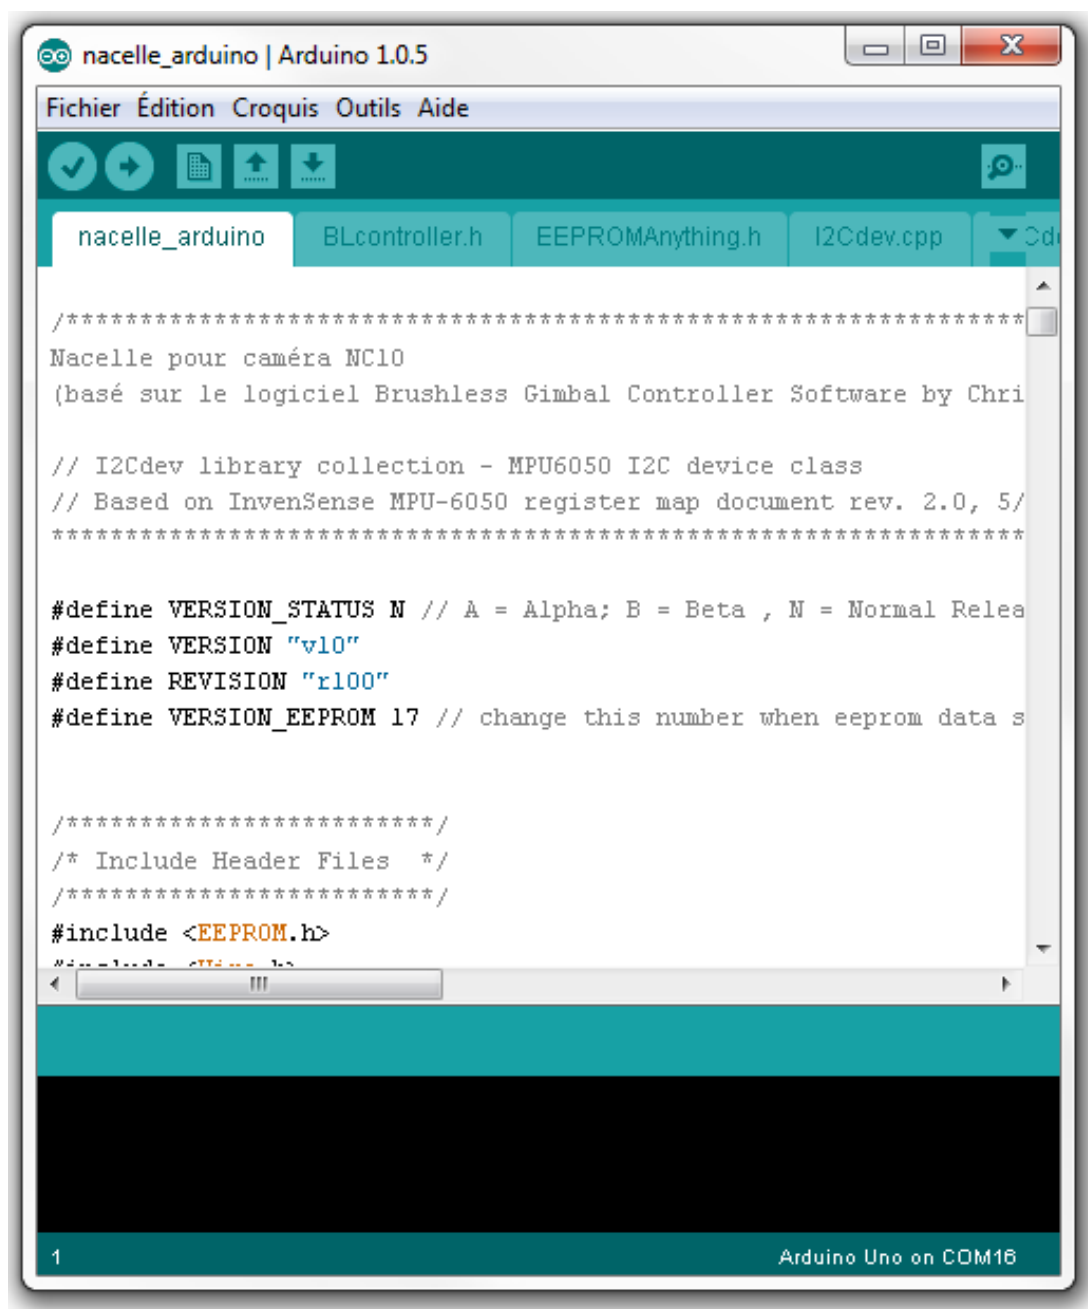 nacelle_arduino | Arduino 1.0.5
Fichier Édition Croquis Outils Aide
nacelle_arduino BLcontroller.h EEPROMAnything.h I2Cdev.cpp
/******************************************************************
Nacelle pour caméra NC10
(basé sur le logiciel Brushless Gimbal Controller Software by Chri
// I2Cdev library collection - MPU6050 I2C device class
// Based on InvenSense MPU-6050 register map document rev. 2.0, 5/
*******************************************************************
#define VERSION_STATUS N // A = Alpha; B = Beta , N = Normal Relea
#define VERSION "v10"
#define REVISION "r100"
#define VERSION_EEPROM 17 // change this number when eeprom data s
/*************************/
/* Include Header Files  */
/*************************/
#include <EEPROM.h>
1
Arduino Uno on COM16